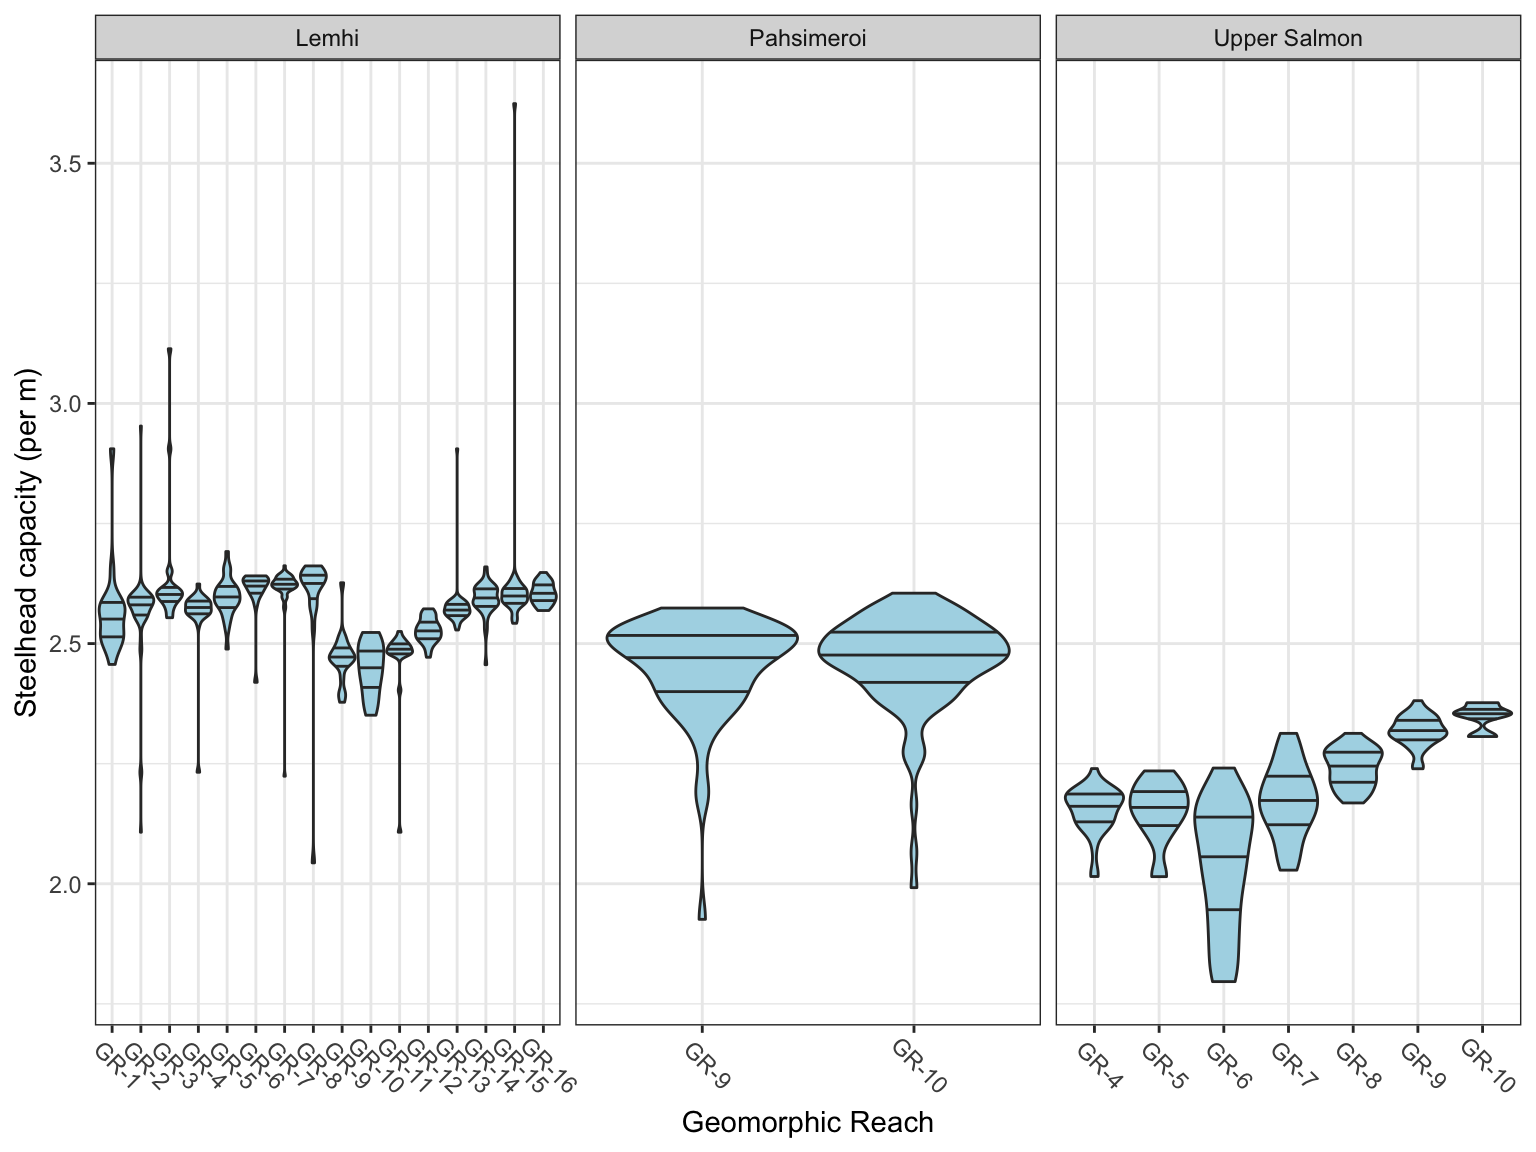 Lemhi
Pahsimeroi
Upper Salmon
Steelhead capacity (per m)
3.5
3.0
2.5
2.0
GR-1
GR-2
GR-3
GR-4
GR-5
GR-6
GR-7
GR-8
GR-9
GR-10
GR-11
GR-12
GR-13
GR-14
GR-15
GR-16
GR-9
GR-10
GR-4
GR-5
GR-6
GR-7
GR-8
GR-9
GR-10
Geomorphic Reach